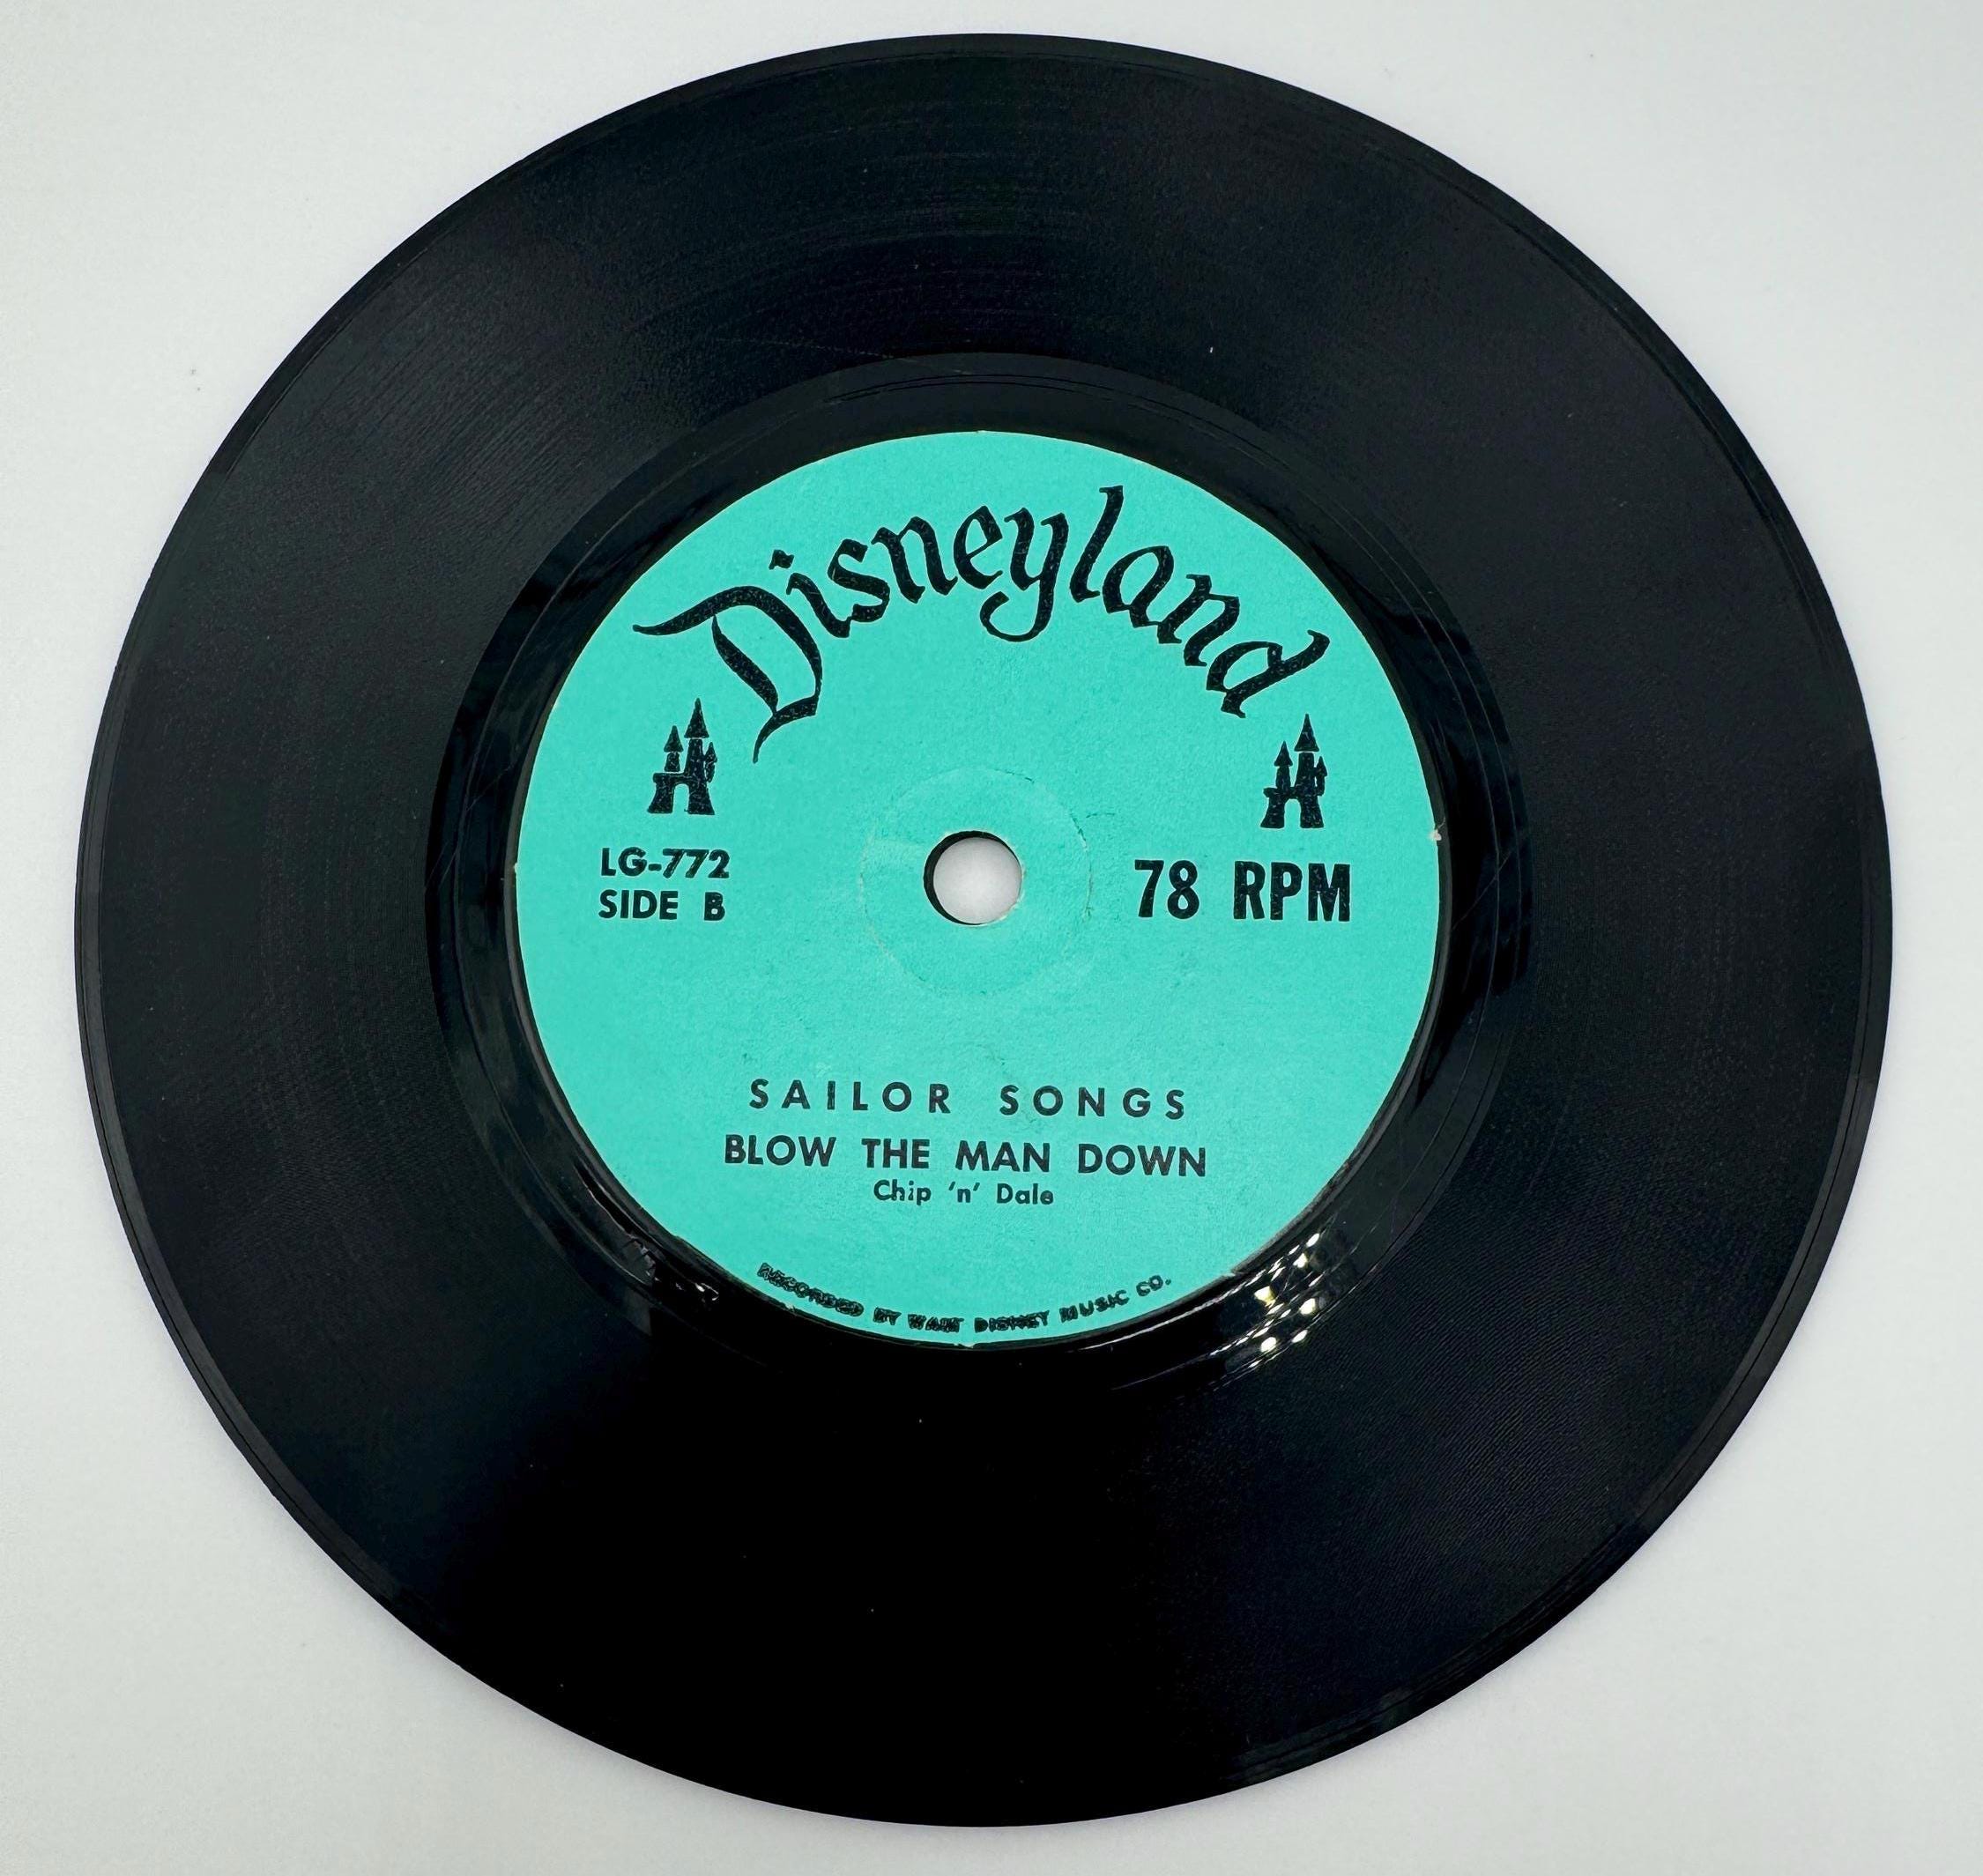 Disneyland
LG-772
SIDE B
78 RPM
SAILOR SONGS
BLOW THE MAN DOWN
Chip 'n' Dale
RECORDED BY WALT DISNEY MUSIC CO.